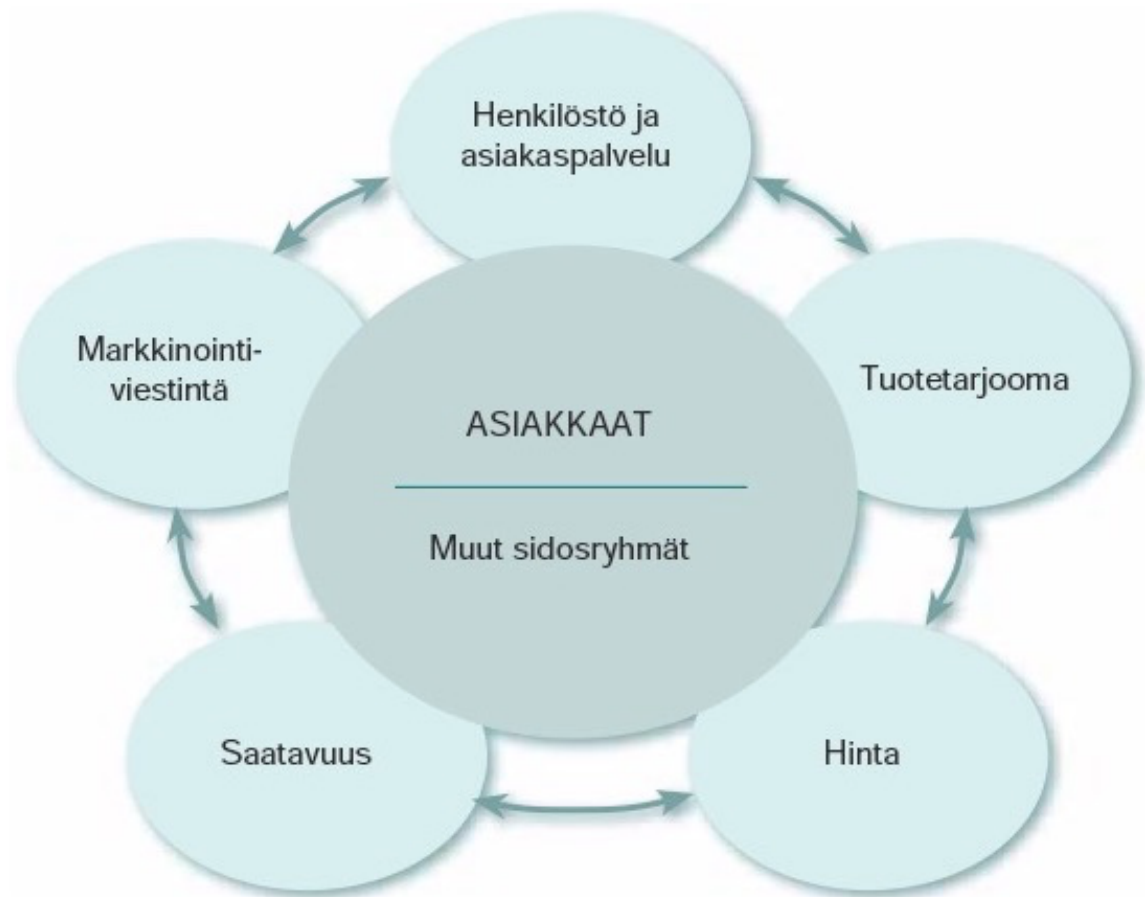 Henkilöstö ja
asiakaspalvelu
Markkinointi-
viestintä
Tuotetarjooma
ASIAKKAAT
Muut sidosryhmät
Saatavuus
Hinta